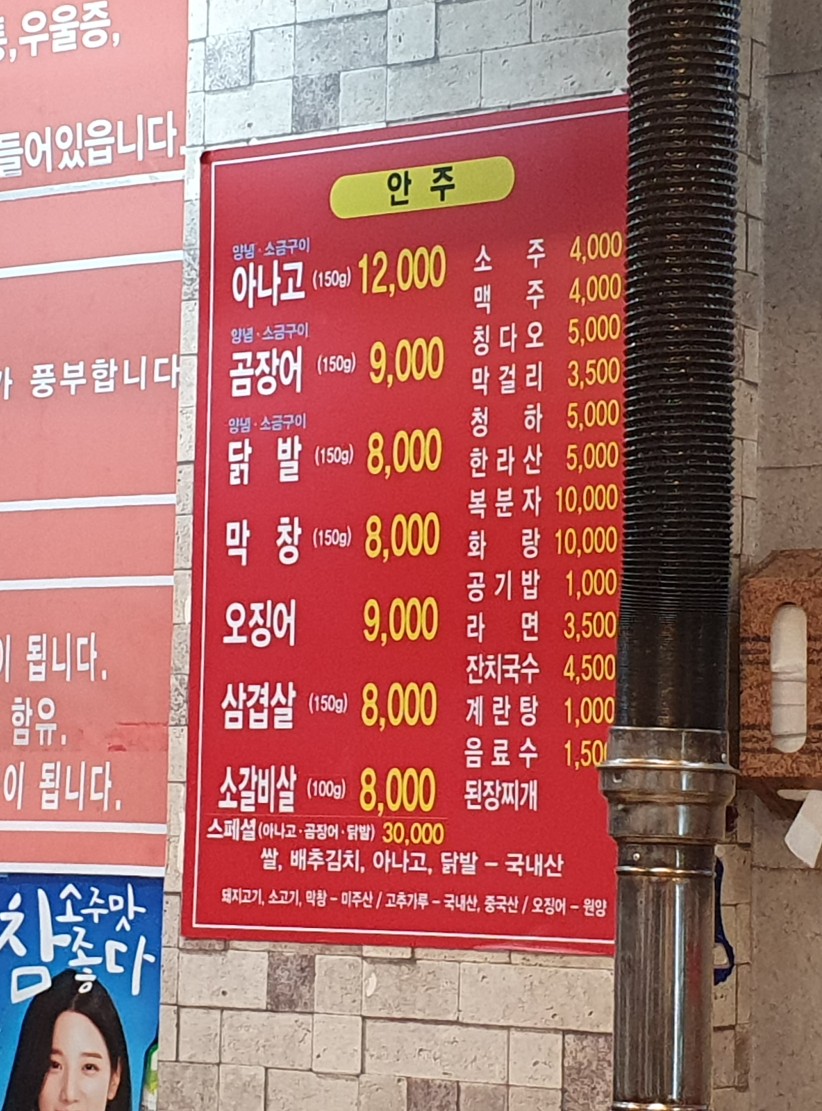 우울증,
들어있읍니다.
풍부합니다
됩니다.
함유.
이 됩니다.
소주맛
참좋다
안 주
양념·소금구이
아나고 (150g) 12,000
양념·소금구이
곰장어 (150g) 9,000
양념·소금구이
닭 발 (150g) 8,000
막 창 (150g) 8,000
오징어 9,000
삼겹살 (150g) 8,000
소갈비살 (100g) 8,000
스페셜(아나고·곰장어·닭발) 30,000
소 주 4,000
맥 주 4,000
칭다오 5,000
막걸리 3,500
청 하 5,000
한라산 5,000
복분자 10,000
화 랑 10,000
공기밥 1,000
라 면 3,500
잔치국수 4,500
계란탕 1,000
음료수 1,500
된장찌개
쌀, 배추김치, 아나고, 닭발 - 국내산
돼지고기, 소고기, 막창 - 미주산 / 고추가루 - 국내산, 중국산 / 오징어 - 원양